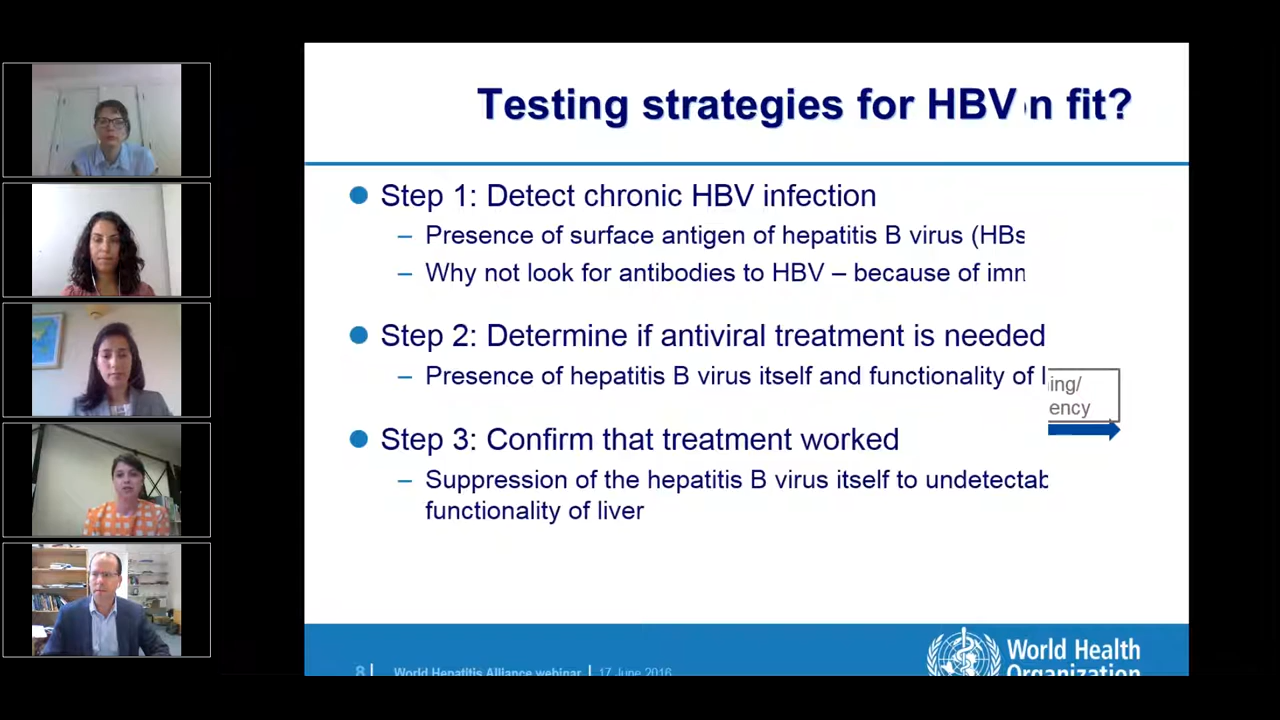 Testing strategies for HBV n fit?
Step 1: Detect chronic HBV infection
– Presence of surface antigen of hepatitis B virus (HBs
– Why not look for antibodies to HBV – because of imn
Step 2: Determine if antiviral treatment is needed
– Presence of hepatitis B virus itself and functionality of l
ing/
ency
Step 3: Confirm that treatment worked
– Suppression of the hepatitis B virus itself to undetectab
functionality of liver
8 | World Hepatitis Alliance webinar | 17 June 2016
World Health
Organization